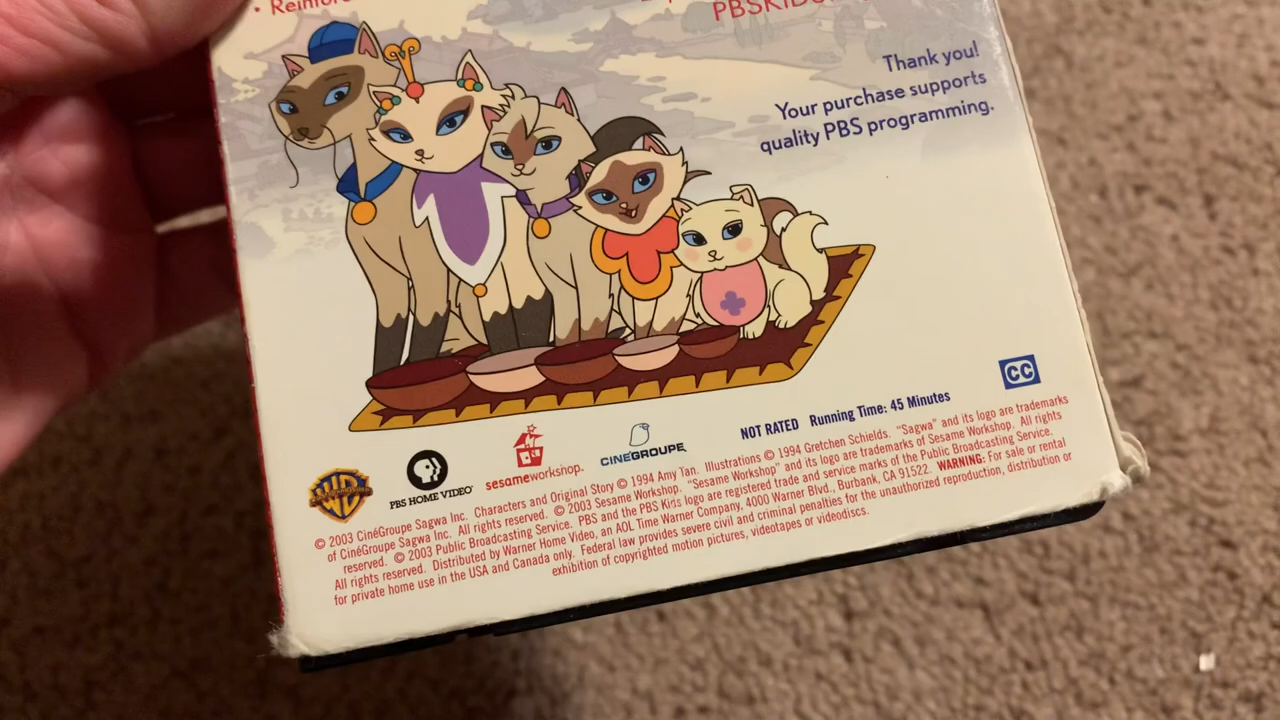 • Reinforc
PBSKIDS.
Thank you!
Your purchase supports
quality PBS programming.
CC
NOT RATED Running Time: 45 Minutes
WB
PBS HOME VIDEO
sesameworkshop.
CINÉGROUPE
© 2003 CinéGroupe Sagwa Inc. Characters and Original Story © 1994 Amy Tan. Illustrations © 1994 Gretchen Schields. "Sagwa" and its logo are trademarks
of CinéGroupe Sagwa Inc. All rights reserved. © 2003 Sesame Workshop. "Sesame Workshop" and its logo are trademarks of Sesame Workshop. All rights
reserved. © 2003 Public Broadcasting Service. PBS and the PBS Kids logo are registered trade and service marks of the Public Broadcasting Service.
All rights reserved. Distributed by Warner Home Video, an AOL Time Warner Company, 4000 Warner Blvd., Burbank, CA 91522. WARNING: For sale or rental
for private home use in the USA and Canada only. Federal law provides severe civil and criminal penalties for the unauthorized reproduction, distribution or
exhibition of copyrighted motion pictures, videotapes or videodiscs.